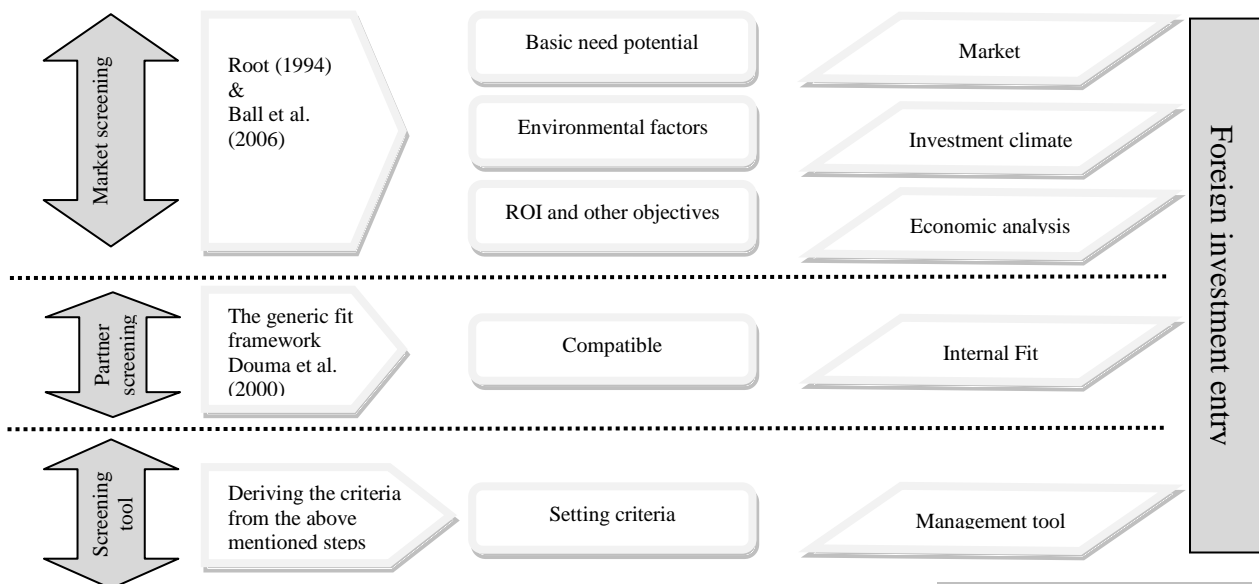 Market screening
Root (1994)
&
Ball et al.
(2006)
Basic need potential
Market
Environmental factors
Investment climate
ROI and other objectives
Economic analysis
Partner
screening
The generic fit
framework
Douma et al.
(2000)
Compatible
Internal Fit
Screening
tool
Deriving the criteria
from the above
mentioned steps
Setting criteria
Management tool
Foreign investment entry